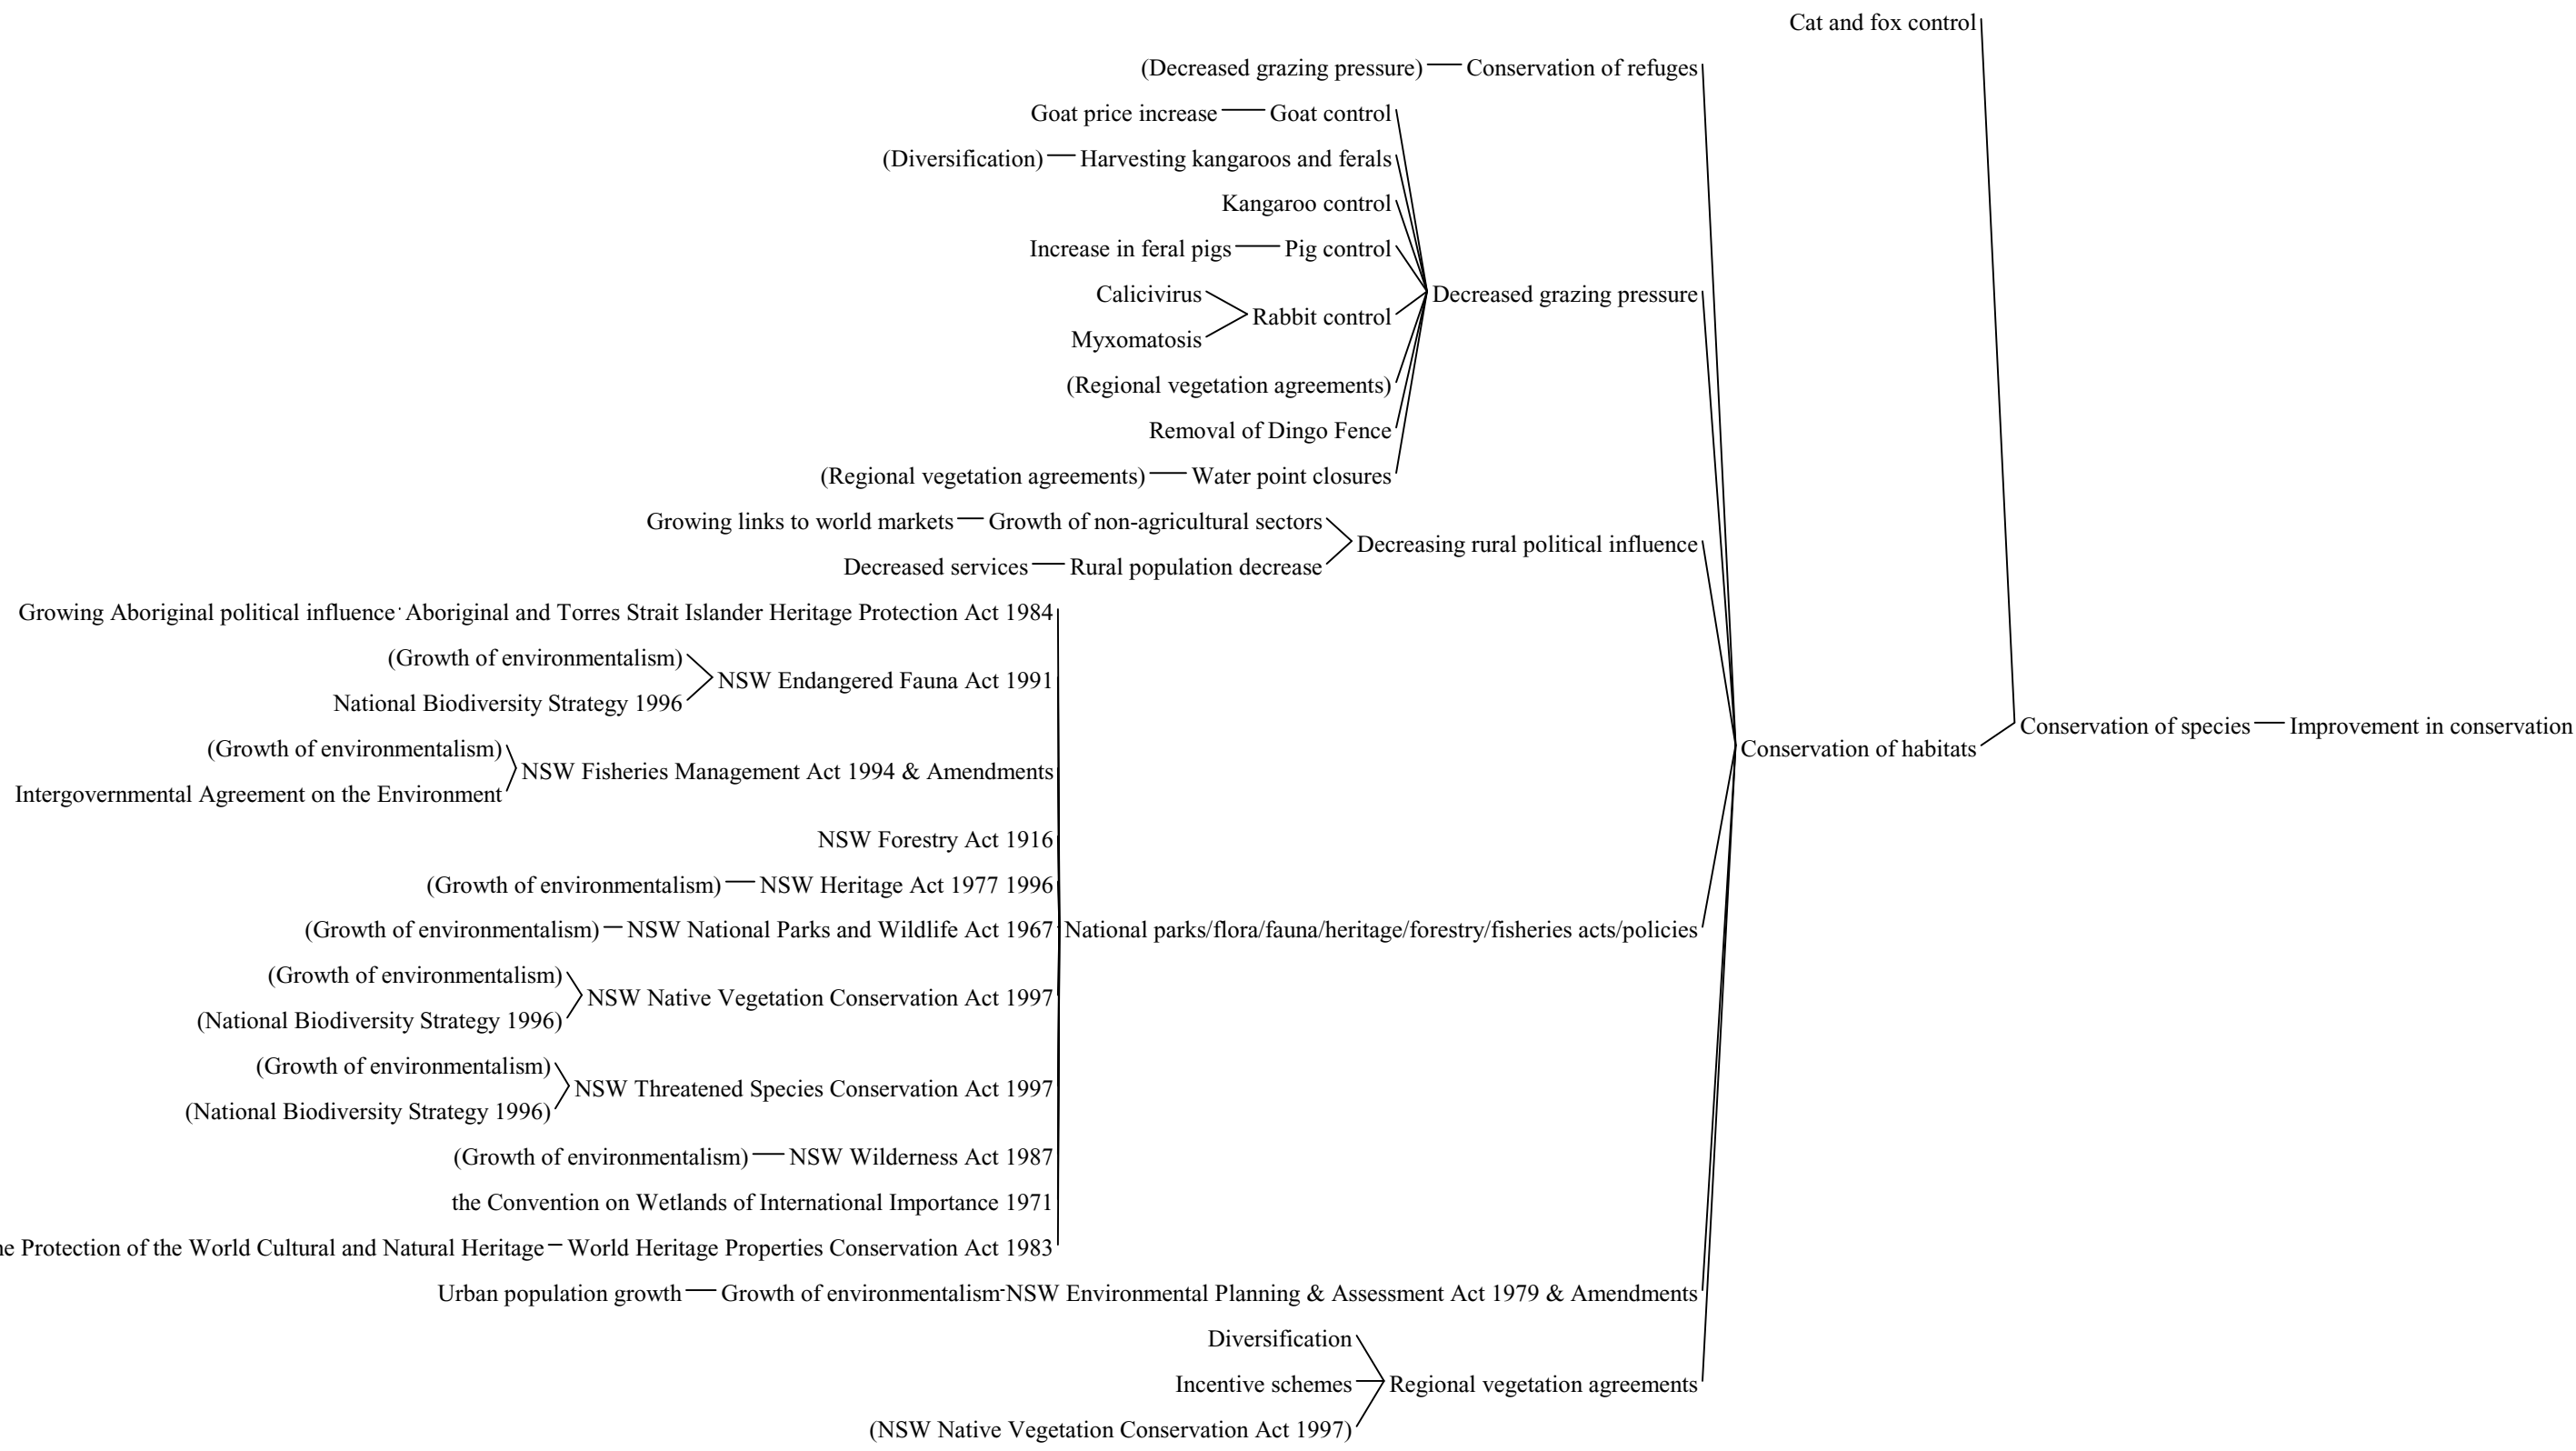 Cat and fox control
(Decreased grazing pressure) Conservation of refuges
Goat price increase Goat control
(Diversification) Harvesting kangaroos and ferals
Kangaroo control
Increase in feral pigs Pig control
Calicivirus
Decreased grazing pressure
Rabbit control
Myxomatosis
(Regional vegetation agreements)
Removal of Dingo Fence
(Regional vegetation agreements) Water point closures
Growing links to world markets Growth of non-agricultural sectors
Decreasing rural political influence
Decreased services Rural population decrease
Growing Aboriginal political influence Aboriginal and Torres Strait Islander Heritage Protection Act 1984
(Growth of environmentalism)
NSW Endangered Fauna Act 1991
National Biodiversity Strategy 1996
Conservation of species Improvement in conservation
(Growth of environmentalism)
Conservation of habitats
NSW Fisheries Management Act 1994 & Amendments
Intergovernmental Agreement on the Environment
NSW Forestry Act 1916
(Growth of environmentalism) NSW Heritage Act 1977 1996
(Growth of environmentalism) NSW National Parks and Wildlife Act 1967 National parks/flora/fauna/heritage/forestry/fisheries acts/policies
(Growth of environmentalism)
NSW Native Vegetation Conservation Act 1997
(National Biodiversity Strategy 1996)
(Growth of environmentalism)
NSW Threatened Species Conservation Act 1997
(National Biodiversity Strategy 1996)
(Growth of environmentalism) NSW Wilderness Act 1987
the Convention on Wetlands of International Importance 1971
Protection of the World Cultural and Natural Heritage World Heritage Properties Conservation Act 1983
Urban population growth Growth of environmentalism NSW Environmental Planning & Assessment Act 1979 & Amendments
Diversification
Incentive schemes Regional vegetation agreements
(NSW Native Vegetation Conservation Act 1997)